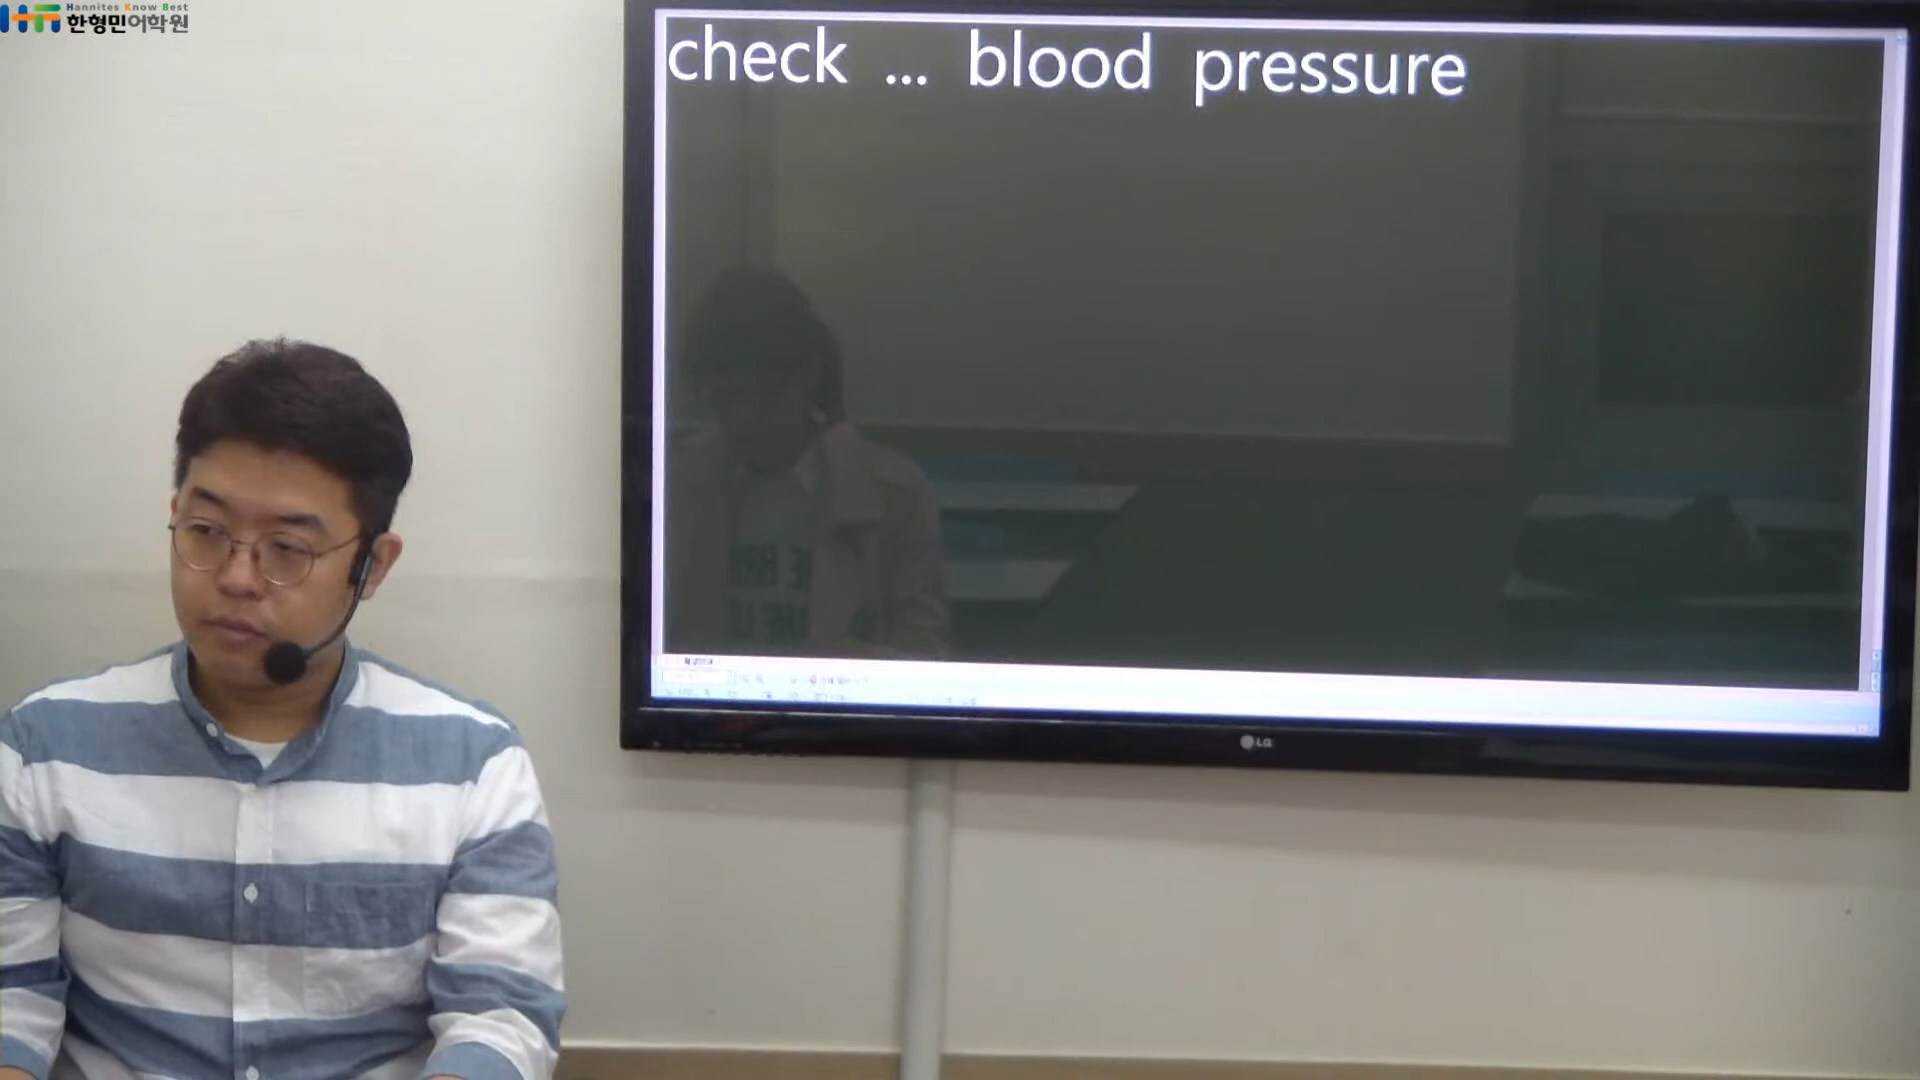 Hannites Know Best
한형민어학원
check ... blood pressure
LG